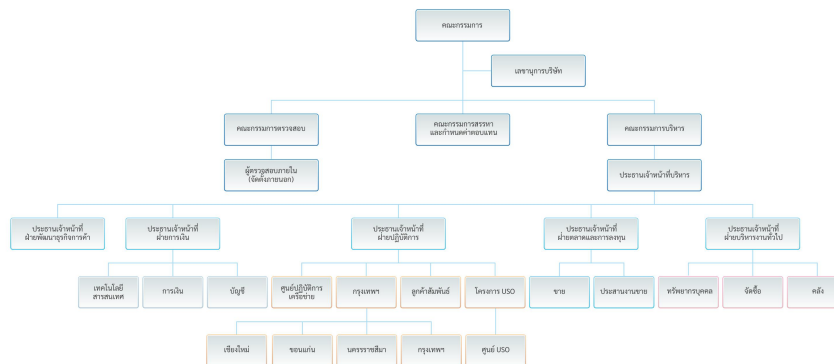 คณะกรรมการ
เลขานุการบริษัท
คณะกรรมการตรวจสอบ
คณะกรรมการสรรหา
และกำหนดค่าตอบแทน
คณะกรรมการบริหาร
ผู้ตรวจสอบภายใน
(จัดตั้งภายนอก)
ประธานเจ้าหน้าที่บริหาร
ประธานเจ้าหน้าที่
ฝ่ายพัฒนาธุรกิจการค้า
ประธานเจ้าหน้าที่
ฝ่ายการเงิน
ประธานเจ้าหน้าที่
ฝ่ายปฏิบัติการ
ประธานเจ้าหน้าที่
ฝ่ายตลาดและการลงทุน
ประธานเจ้าหน้าที่
ฝ่ายบริหารงานทั่วไป
เทคโนโลยี
สารสนเทศ
การเงิน
บัญชี
ศูนย์ปฏิบัติการ
เครือข่าย
กรุงเทพฯ
ลูกค้าสัมพันธ์
โครงการ USO
ขาย
ประสานงานขาย
ทรัพยากรบุคคล
จัดซื้อ
คลัง
เชียงใหม่
ขอนแก่น
นครราชสีมา
กรุงเทพฯ
ศูนย์ USO